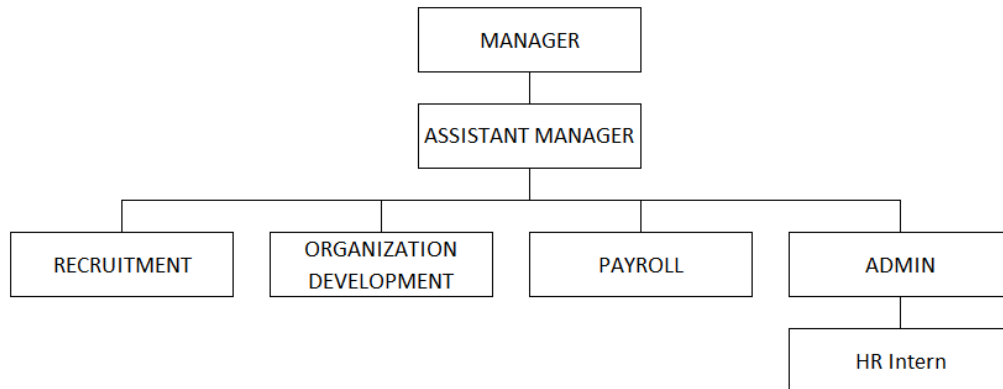 MANAGER
ASSISTANT MANAGER
RECRUITMENT
ORGANIZATION
DEVELOPMENT
PAYROLL
ADMIN
HR Intern